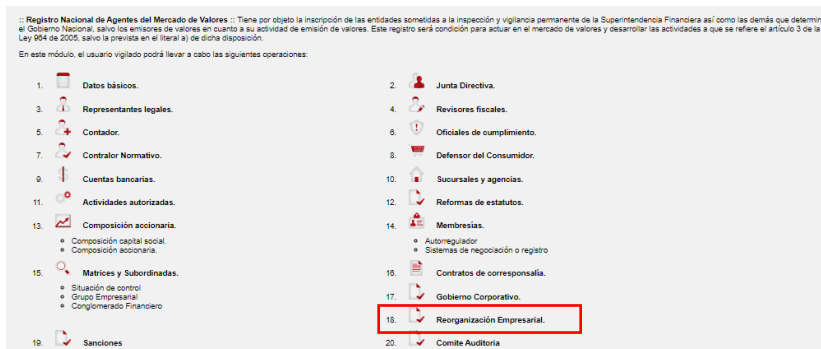 :: Registro Nacional de Agentes del Mercado de Valores :: Tiene por objeto la inscripción de las entidades sometidas a la inspección y vigilancia permanente de la Superintendencia Financiera así como las demás que determin
el Gobierno Nacional, salvo los emisores de valores en cuanto a su actividad de emisión de valores. Este registro será condición para actuar en el mercado de valores y desarrollar las actividades a que se refiere el artículo 3 de la
Ley 964 de 2005, salvo la prevista en el literal a) de dicha disposición.
En este módulo, el usuario vigilado podrá llevar a cabo las siguientes operaciones:
1. Datos básicos.
2. Junta Directiva.
3. Representantes legales.
4. Revisores fiscales.
5. Contador.
6. Oficiales de cumplimiento.
7. Contralor Normativo.
8. Defensor del Consumidor.
9. Cuentas bancarias.
10. Sucursales y agencias.
11. Actividades autorizadas.
12. Reformas de estatutos.
13. Composición accionaria.
Composición capital social.
Composición accionaria.
14. Membresías.
Autorregulador
Sistemas de negociación o registro
15. Matrices y Subordinadas.
Situación de control
Grupo Empresarial
Conglomerado Financiero
16. Contratos de corresponsalía.
17. Gobierno Corporativo.
18. Reorganización Empresarial.
19. Sanciones
20. Comite Auditoria